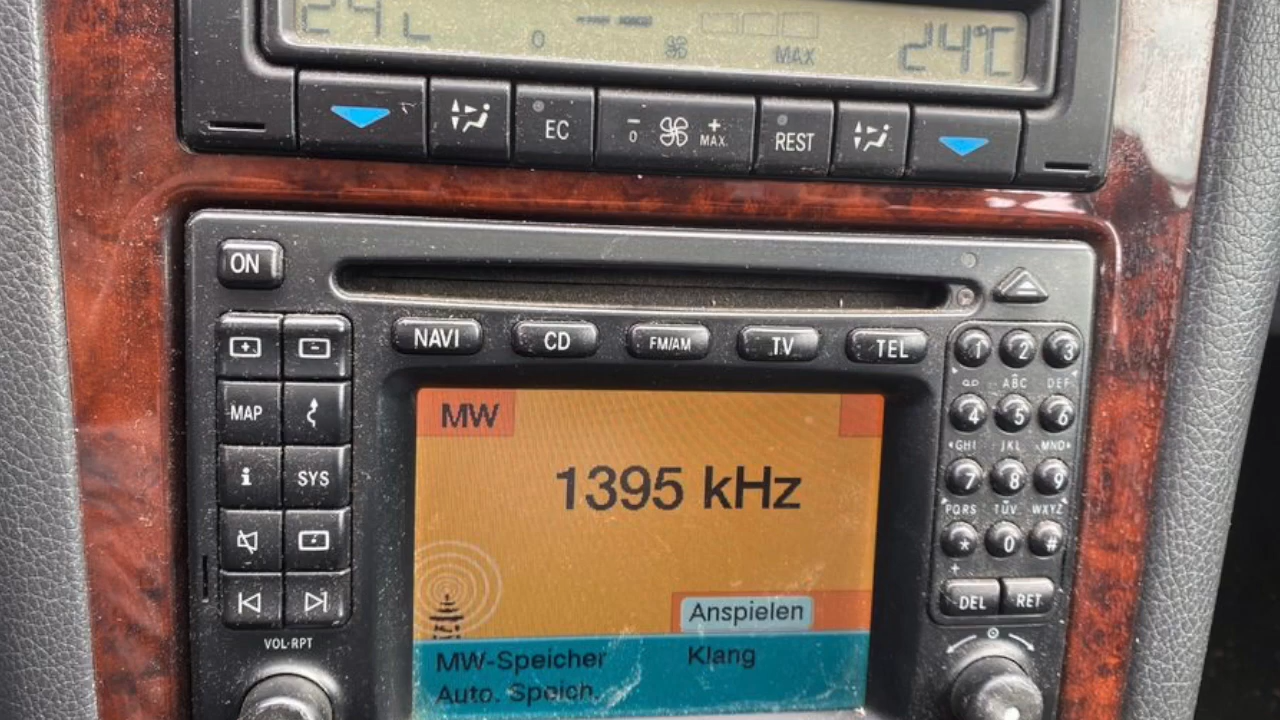 24
24°C
0
MAX
EC
0
MAX
REST
ON
NAVI
CD
FM/AM
TV
TEL
MAP
i
SYS
VOL·RPT
1
2
3
ABC
DEF
4
5
6
GHI
JKL
MNO
7
8
9
PQRS
TUV
WXYZ
*
0
#
+
DEL
RET
MW
1395 kHz
Anspielen
MW-Speicher
Klang
Auto. Speich.